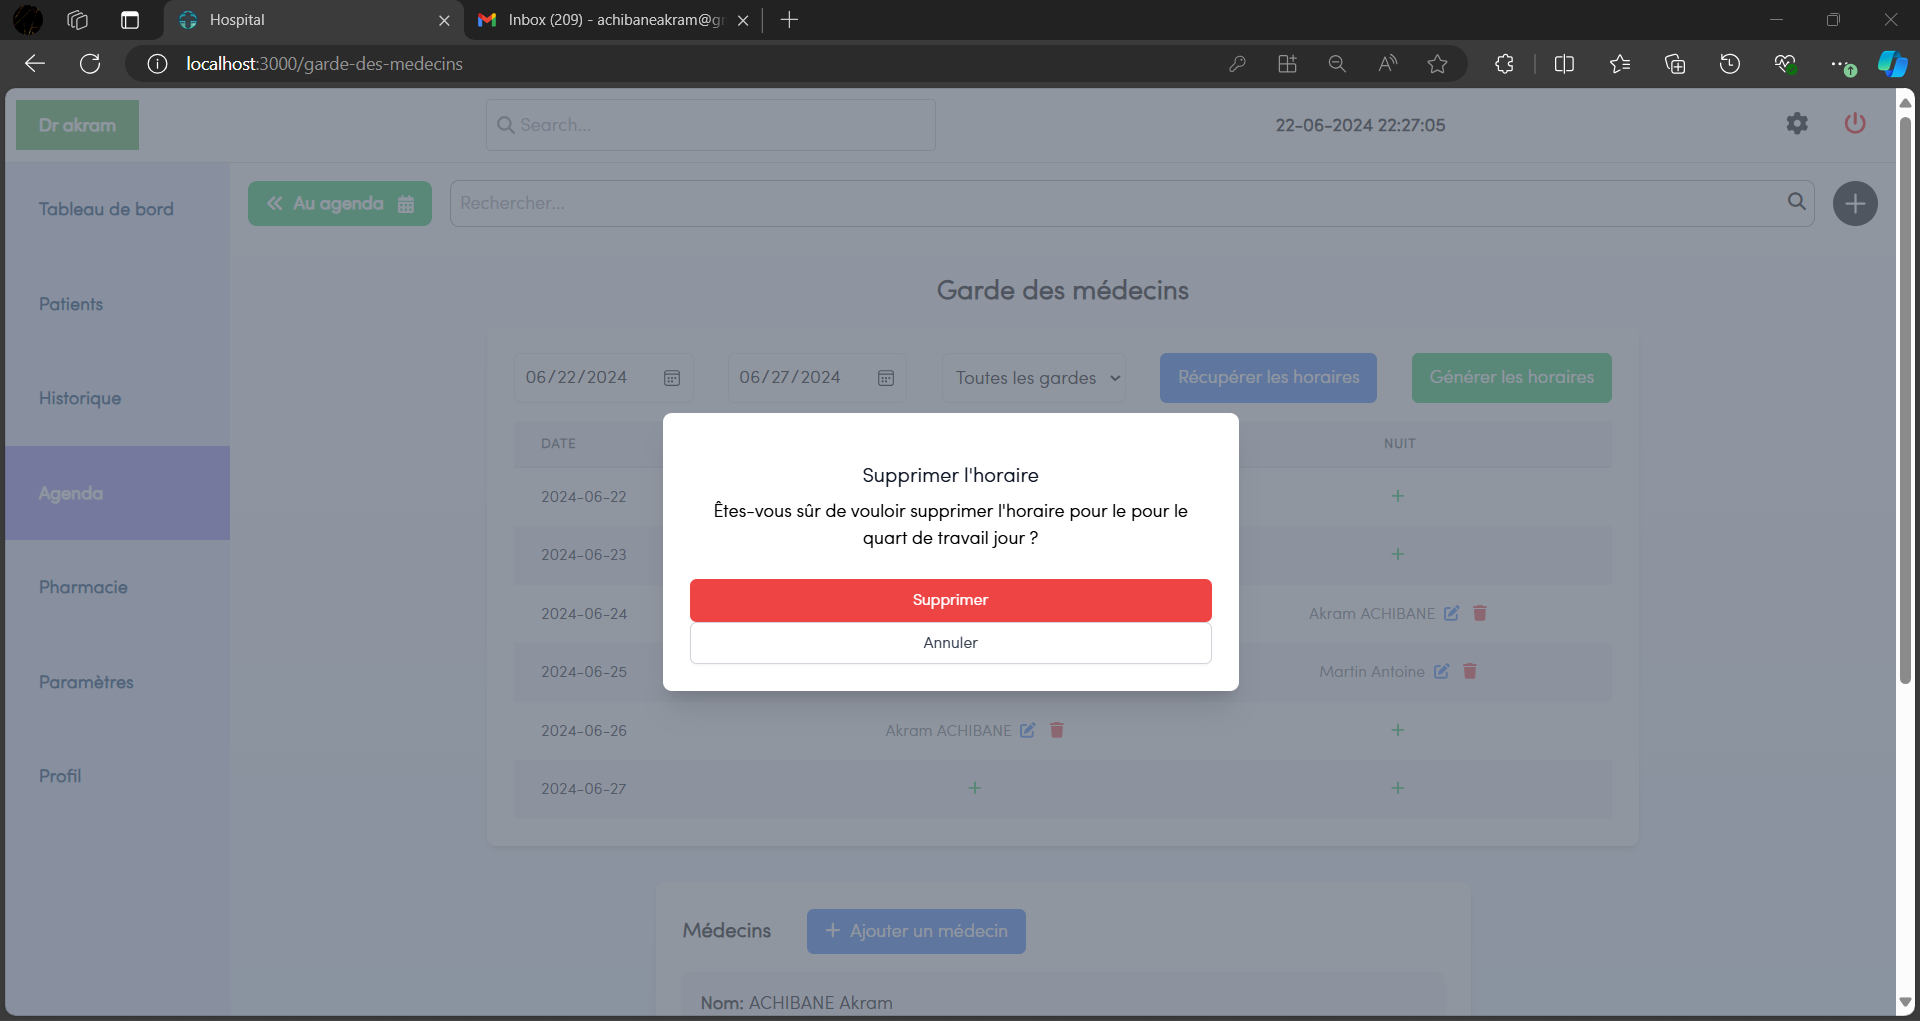 Hospital
Inbox (209) - achibaneakram@g
localhost:3000/garde-des-medecins
Dr akram
Search...
22-06-2024 22:27:05
Tableau de bord
Patients
Historique
Agenda
Pharmacie
Paramètres
Profil
Au agenda
Rechercher...
Garde des médecins
06/22/2024
06/27/2024
Toutes les gardes
Récupérer les horaires
Générer les horaires
DATE
NUIT
2024-06-22
+
2024-06-23
+
2024-06-24
Akram ACHIBANE
2024-06-25
Martin Antoine
2024-06-26
Akram ACHIBANE
+
2024-06-27
+
+
Supprimer l'horaire
Êtes-vous sûr de vouloir supprimer l'horaire pour le pour le
quart de travail jour ?
Supprimer
Annuler
Médecins
+ Ajouter un médecin
Nom: ACHIBANE Akram